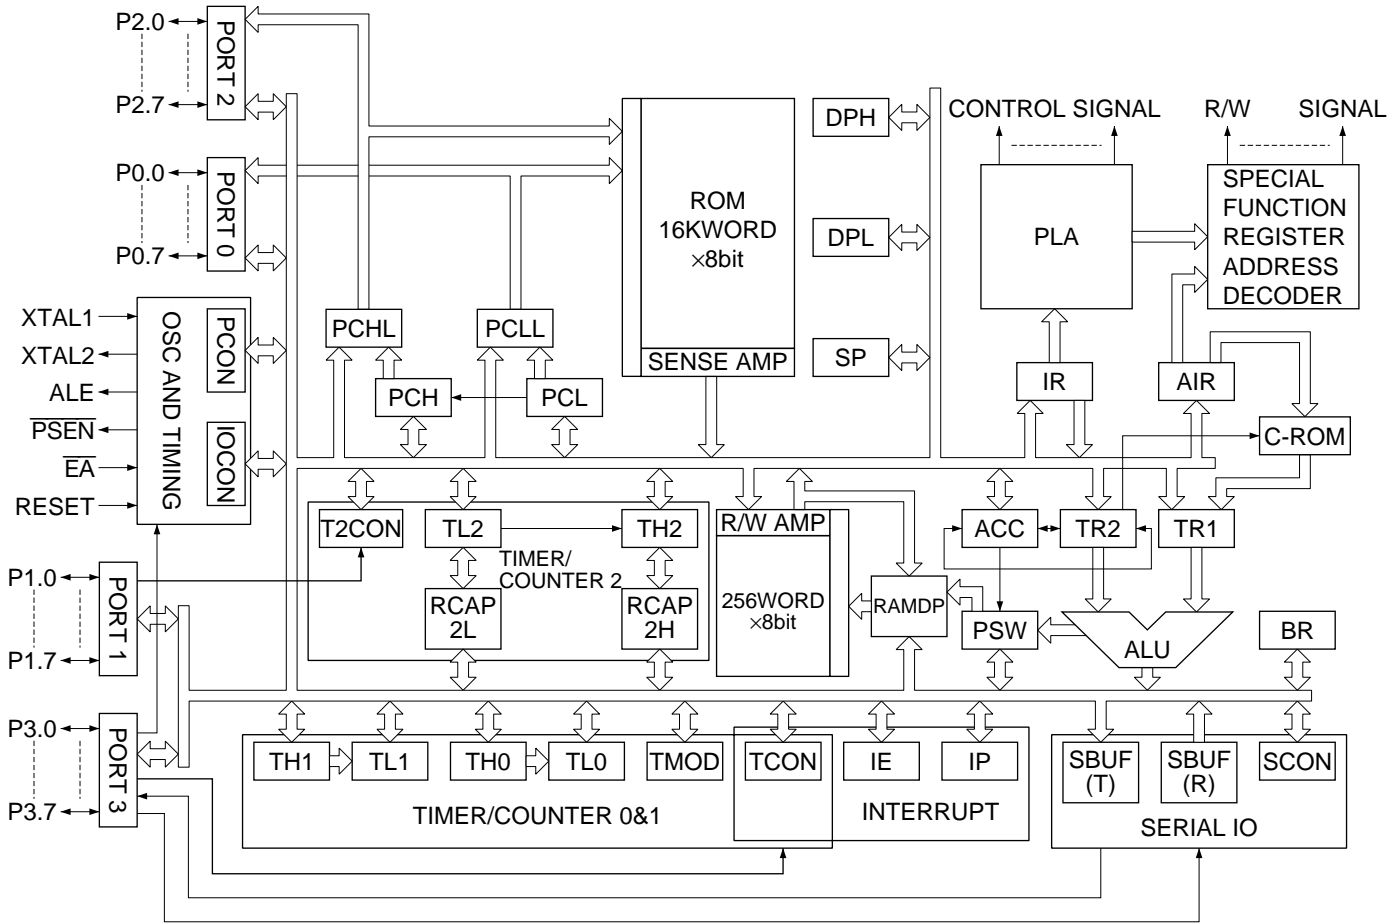 P2.0
P2.7
PORT 2
P0.0
P0.7
PORT 0
XTAL1
XTAL2
ALE
PSEN
EA
RESET
OSC AND TIMING
PCON
IOCON
P1.0
P1.7
PORT 1
P3.0
P3.7
PORT 3
PCHL
PCLL
PCH
PCL
ROM
16KWORD
×8bit
SENSE AMP
DPH
DPL
SP
CONTROL SIGNAL
PLA
R/W SIGNAL
SPECIAL
FUNCTION
REGISTER
ADDRESS
DECODER
IR
AIR
C-ROM
T2CON
TL2
TH2
TIMER/
COUNTER 2
RCAP
2L
RCAP
2H
R/W AMP
256WORD
×8bit
RAMDP
ACC
TR2
TR1
PSW
ALU
BR
TH1
TL1
TH0
TL0
TMOD
TCON
IE
IP
TIMER/COUNTER 0&1
INTERRUPT
SBUF
(T)
SBUF
(R)
SCON
SERIAL IO